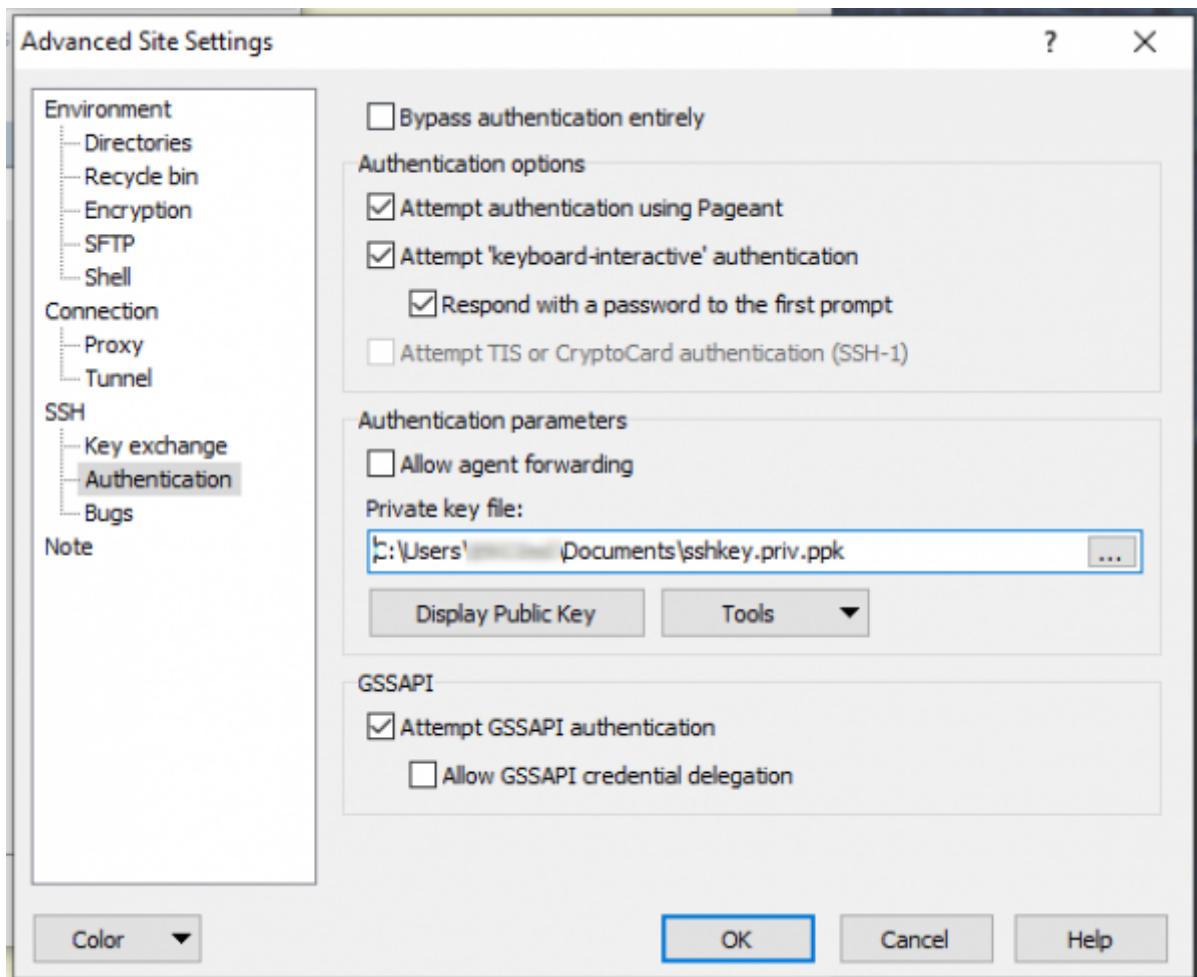 Advanced Site Settings
?
Environment
Directories
Recycle bin
Encryption
SFTP
Shell
Connection
Proxy
Tunnel
SSH
Key exchange
Authentication
Bugs
Note
Bypass authentication entirely
Authentication options
Attempt authentication using Pageant
Attempt 'keyboard-interactive' authentication
Respond with a password to the first prompt
Attempt TIS or CryptoCard authentication (SSH-1)
Authentication parameters
Allow agent forwarding
Private key file:
C:\Users\ \Documents\sshkey.priv.ppk
...
Display Public Key
Tools
GSSAPI
Attempt GSSAPI authentication
Allow GSSAPI credential delegation
Color
OK
Cancel
Help